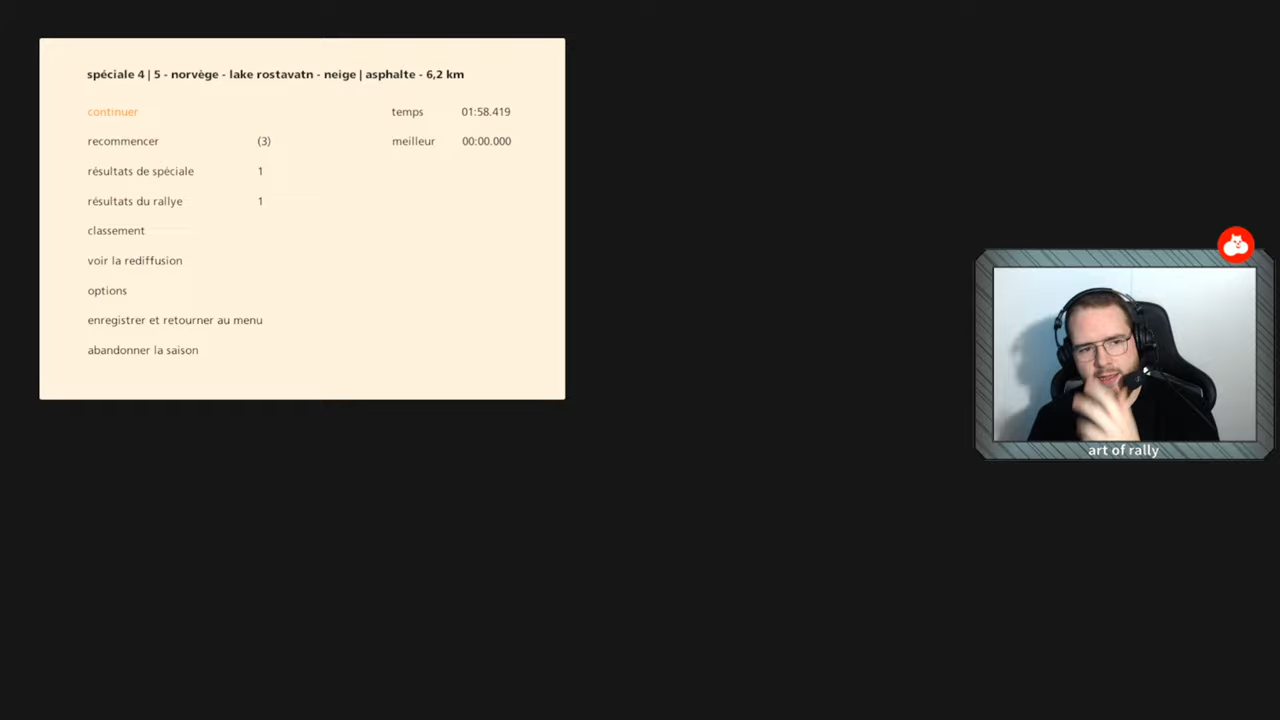 spéciale 4 | 5 - norvège - lake rostavatn - neige | asphalte - 6,2 km
continuer temps 01:58.419
recommencer (3) meilleur 00:00.000
résultats de spéciale 1
résultats du rallye 1
classement
voir la rediffusion
options
enregistrer et retourner au menu
abandonner la saison
art of rally